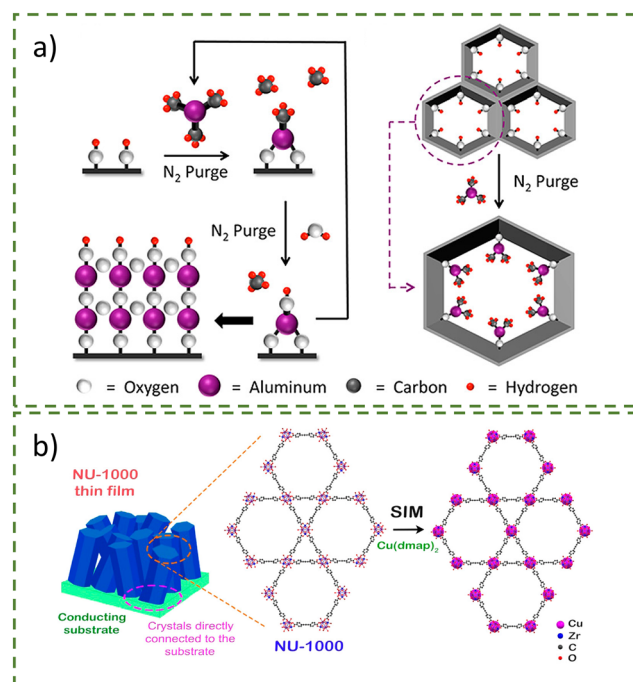 a)
N₂ Purge
N₂ Purge
N₂ Purge
= Oxygen = Aluminum = Carbon = Hydrogen
b)
NU-1000
thin film
Conducting
substrate
Crystals directly
connected to the
substrate
NU-1000
SIM
Cu(dmap)₂
Cu
Zr
C
O